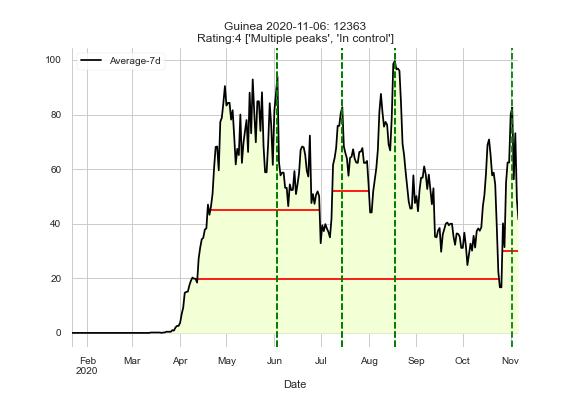 Guinea 2020-11-06: 12363
Rating:4 ['Multiple peaks', 'In control']
Average-7d
100
80
60
40
20
0
Feb Mar Apr May Jun Jul Aug Sep Oct Nov
2020
Date